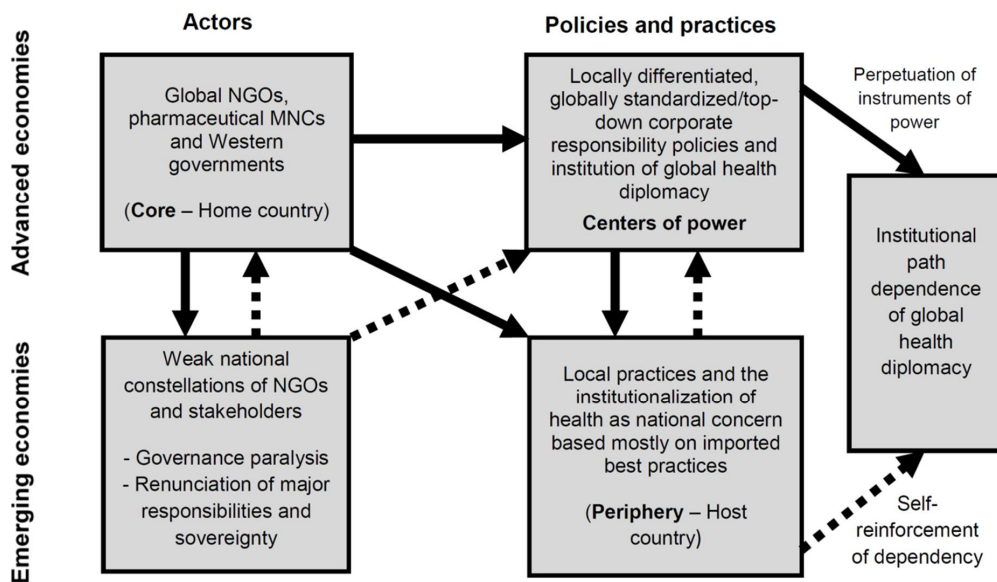 Actors
Policies and practices
Advanced economies
Global NGOs,
pharmaceutical MNCs
and Western
governments
(Core – Home country)
Locally differentiated,
globally standardized/top-
down corporate
responsibility policies and
institution of global health
diplomacy
Centers of power
Perpetuation of
instruments of
power
Institutional
path
dependence
of global
health
diplomacy
Emerging economies
Weak national
constellations of NGOs
and stakeholders
- Governance paralysis
- Renunciation of major
responsibilities and
sovereignty
Local practices and the
institutionalization of
health as national concern
based mostly on imported
best practices
(Periphery – Host
country)
Self-
reinforcement
of dependency